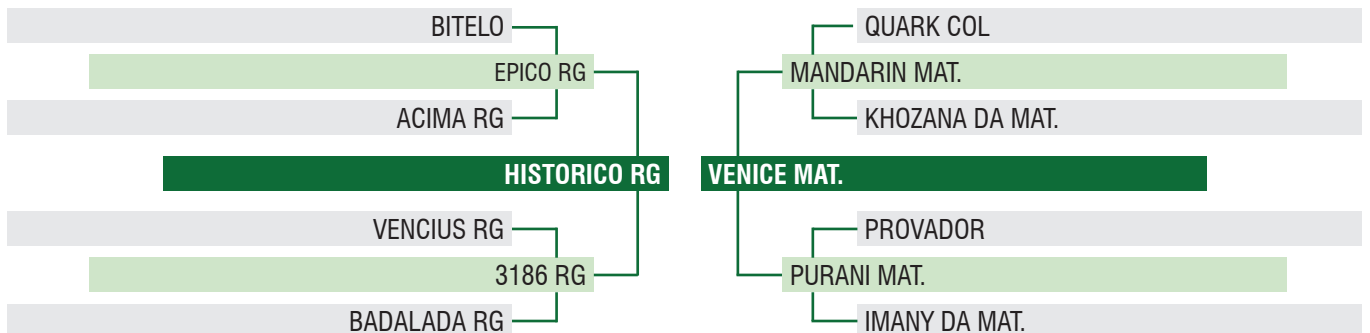 BITELO
EPICO RG
ACIMA RG
HISTORICO RG
VENCIUS RG
3186 RG
BADALADA RG
QUARK COL
MANDARIN MAT.
KHOZANA DA MAT.
VENICE MAT.
PROVADOR
PURANI MAT.
IMANY DA MAT.